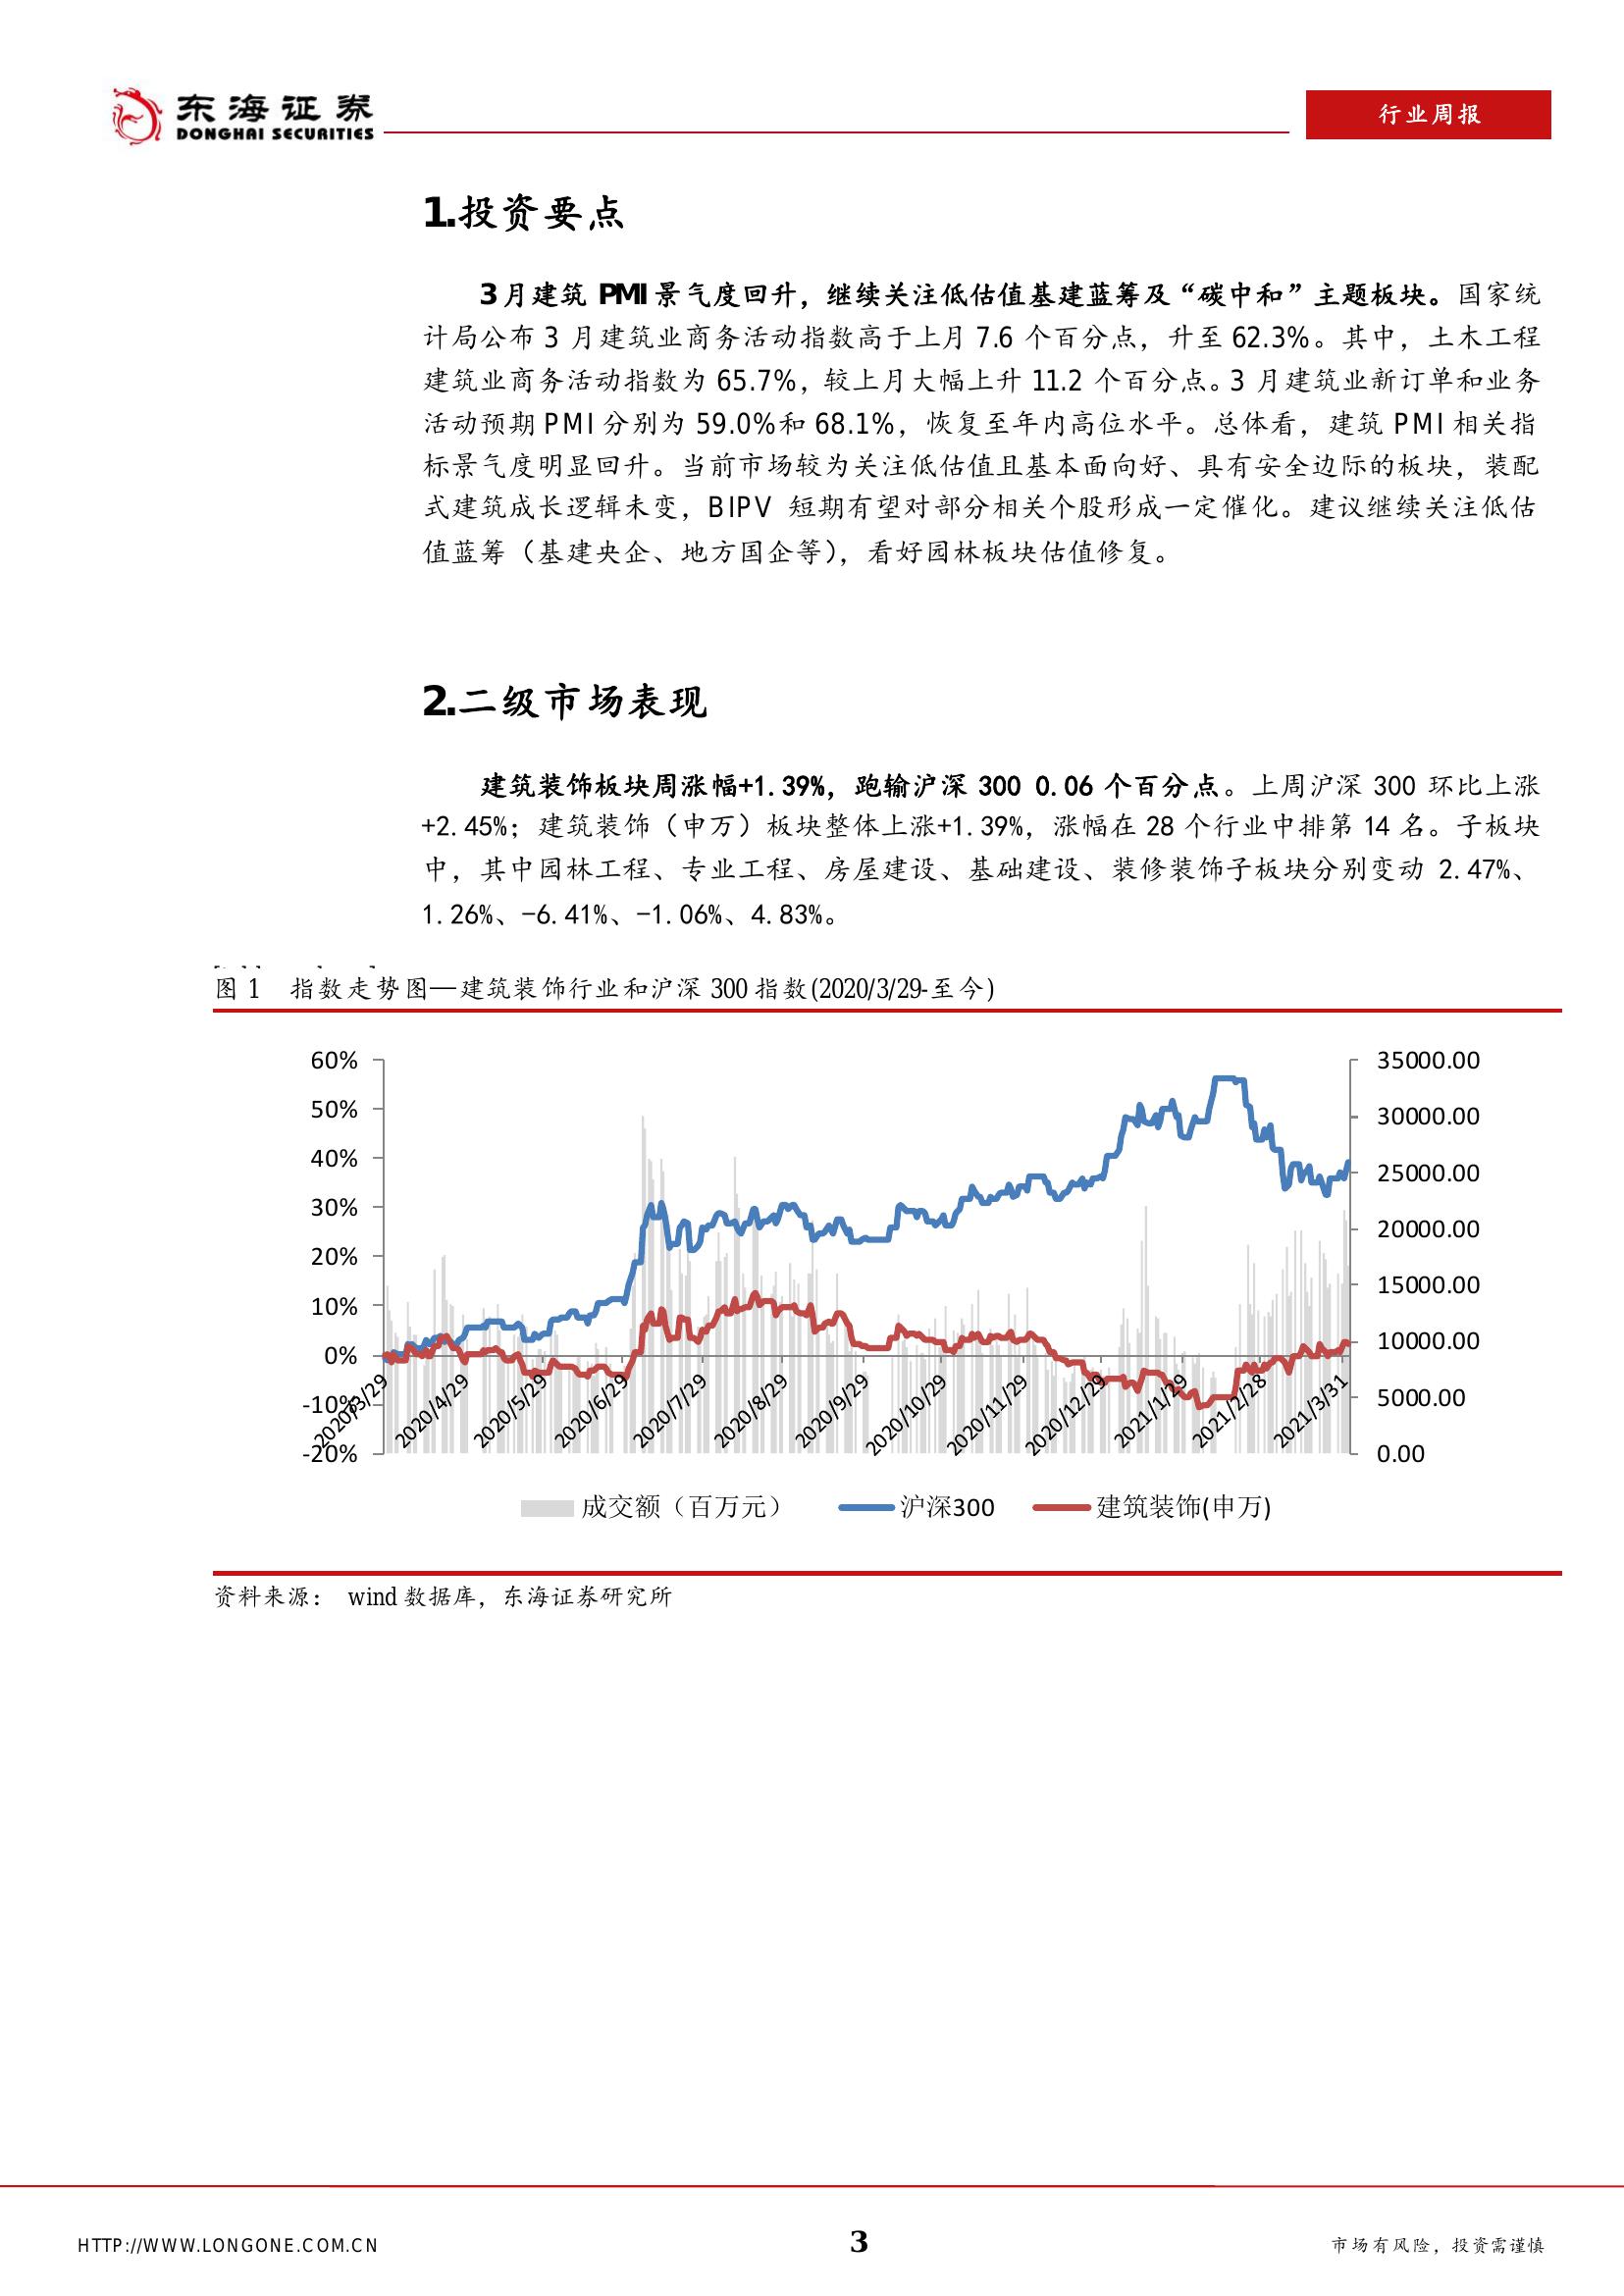 东海证券
DONGHAI SECURITIES
行业周报
1.投资要点
3月建筑 PMI 景气度回升，继续关注低估值基建蓝筹及“碳中和”主题板块。国家统
计局公布 3 月建筑业商务活动指数高于上月 7.6 个百分点，升至 62.3%。其中，土木工程
建筑业商务活动指数为 65.7%，较上月大幅上升 11.2 个百分点。3 月建筑业新订单和业务
活动预期 PMI 分别为 59.0%和 68.1%，恢复至年内高位水平。总体看，建筑 PMI 相关指
标景气度明显回升。当前市场较为关注低估值且基本面向好、具有安全边际的板块，装配
式建筑成长逻辑未变，BIPV 短期有望对部分相关个股形成一定催化。建议继续关注低估
值蓝筹（基建央企、地方国企等），看好园林板块估值修复。
2.二级市场表现
建筑装饰板块周涨幅+1.39%，跑输沪深 300 0.06 个百分点。上周沪深 300 环比上涨
+2.45%；建筑装饰（申万）板块整体上涨+1.39%，涨幅在 28 个行业中排第 14 名。子板块
中，其中园林工程、专业工程、房屋建设、基础建设、装修装饰子板块分别变动 2.47%、
1.26%、-6.41%、-1.06%、4.83%。
图 1 指数走势图—建筑装饰行业和沪深 300 指数(2020/3/29-至今)
60%
50%
40%
30%
20%
10%
0%
-10%
-20%
35000.00
30000.00
25000.00
20000.00
15000.00
10000.00
5000.00
0.00
2020/3/29
2020/4/29
2020/5/29
2020/6/29
2020/7/29
2020/8/29
2020/9/29
2020/10/29
2020/11/29
2020/12/29
2021/1/29
2021/2/28
2021/3/31
成交额（百万元）
沪深300
建筑装饰(申万)
资料来源： wind 数据库，东海证券研究所
HTTP://WWW.LONGONE.COM.CN
3
市场有风险，投资需谨慎